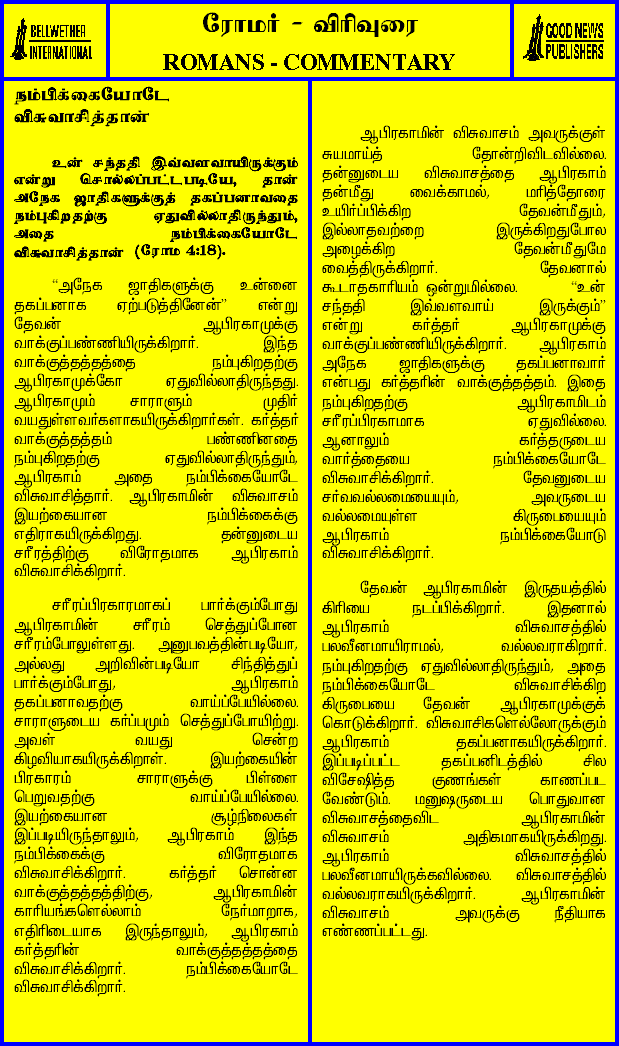 BELLWETHER
INTERNATIONAL
ரோமர் - விரிவுரை
ROMANS - COMMENTARY
GOOD NEWS
PUBLISHERS
நம்பிக்கையோடே
விசுவாசித்தான்
உன் சந்ததி இவ்வளவாயிருக்கும்
என்று சொல்லப்பட்டபடியே, தான்
அநேக ஜாதிகளுக்குத் தகப்பனாவதை
நம்புகிறதற்கு ஏதுவில்லாதிருந்தும்,
அதை நம்பிக்கையோடே
விசுவாசித்தான் (ரோம 4:18).
“அநேக ஜாதிகளுக்கு உன்னை
தகப்பனாக ஏற்படுத்தினேன்” என்று
தேவன் ஆபிரகாமுக்கு
வாக்குப்பண்ணியிருக்கிறார். இந்த
வாக்குத்தத்தத்தை நம்புகிறதற்கு
ஆபிரகாமுக்கோ ஏதுவில்லாதிருந்தது.
ஆபிரகாமும் சாராளும் முதிர்
வயதுள்ளவர்களாகயிருக்கிறார்கள். கர்த்தர்
வாக்குத்தத்தம் பண்ணினதை
நம்புகிறதற்கு ஏதுவில்லாதிருந்தும்,
ஆபிரகாம் அதை நம்பிக்கையோடே
விசுவாசித்தார். ஆபிரகாமின் விசுவாசம்
இயற்கையான நம்பிக்கைக்கு
எதிராகயிருக்கிறது. தன்னுடைய
சரீரத்திற்கு விரோதமாக ஆபிரகாம்
விசுவாசிக்கிறார்.
சரீரப்பிரகாரமாகப் பார்க்கும்போது
ஆபிரகாமின் சரீரம் செத்துப்போன
சரீரம்போலுள்ளது. அனுபவத்தின்படியோ,
அல்லது அறிவின்படியோ சிந்தித்துப்
பார்க்கும்போது, ஆபிரகாம்
தகப்பனாவதற்கு வாய்ப்பேயில்லை.
சாராளுடைய கர்ப்பமும் செத்துப்போயிற்று.
அவள் வயது சென்ற
கிழவியாகயிருக்கிறாள். இயற்கையின்
பிரகாரம் சாராளுக்கு பிள்ளை
பெறுவதற்கு வாய்ப்பேயில்லை.
இயற்கையான சூழ்நிலைகள்
இப்படியிருந்தாலும், ஆபிரகாம் இந்த
நம்பிக்கைக்கு விரோதமாக
விசுவாசிக்கிறார். கர்த்தர் சொன்ன
வாக்குத்தத்தத்திற்கு, ஆபிரகாமின்
காரியங்களெல்லாம் நேர்மாறாக,
எதிரிடையாக இருந்தாலும், ஆபிரகாம்
கர்த்தரின் வாக்குத்தத்தத்தை
விசுவாசிக்கிறார். நம்பிக்கையோடே
விசுவாசிக்கிறார்.
ஆபிரகாமின் விசுவாசம் அவருக்குள்
சுயமாய்த் தோன்றிவிடவில்லை.
தன்னுடைய விசுவாசத்தை ஆபிரகாம்
தன்மீது வைக்காமல், மரித்தோரை
உயிர்ப்பிக்கிற தேவன்மீதும்,
இல்லாதவற்றை இருக்கிறதுபோல
அழைக்கிற தேவன்மீதுமே
வைத்திருக்கிறார். தேவனால்
கூடாதகாரியம் ஒன்றுமில்லை. “உன்
சந்ததி இவ்வளவாய் இருக்கும்”
என்று கர்த்தர் ஆபிரகாமுக்கு
வாக்குப்பண்ணியிருக்கிறார். ஆபிரகாம்
அநேக ஜாதிகளுக்கு தகப்பனாவார்
என்பது கர்த்தரின் வாக்குத்தத்தம். இதை
நம்புகிறதற்கு ஆபிரகாமிடம்
சரீரப்பிரகாமாக ஏதுவில்லை.
ஆனாலும் கர்த்தருடைய
வார்த்தையை நம்பிக்கையோடே
விசுவாசிக்கிறார். தேவனுடைய
சர்வவல்லமையையும், அவருடைய
வல்லமையுள்ள கிருபையையும்
ஆபிரகாம் நம்பிக்கையோடு
விசுவாசிக்கிறார்.
தேவன் ஆபிரகாமின் இருதயத்தில்
கிரியை நடப்பிக்கிறார். இதனால்
ஆபிரகாம் விசுவாசத்தில்
பலவீனமாயிராமல், வல்லவராகிறார்.
நம்புகிறதற்கு ஏதுவில்லாதிருந்தும், அதை
நம்பிக்கையோடே விசுவாசிக்கிற
கிருபையை தேவன் ஆபிரகாமுக்குக்
கொடுக்கிறார். விசுவாசிகளெல்லோருக்கும்
ஆபிரகாம் தகப்பனாகயிருக்கிறார்.
இப்படிப்பட்ட தகப்பனிடத்தில் சில
விசேஷித்த குணங்கள் காணப்பட
வேண்டும். மனுஷருடைய பொதுவான
விசுவாசத்தைவிட ஆபிரகாமின்
விசுவாசம் அதிகமாகயிருக்கிறது.
ஆபிரகாம் விசுவாசத்தில்
பலவீனமாயிருக்கவில்லை. விசுவாசத்தில்
வல்லவராகயிருக்கிறார். ஆபிரகாமின்
விசுவாசம் அவருக்கு நீதியாக
எண்ணப்பட்டது.